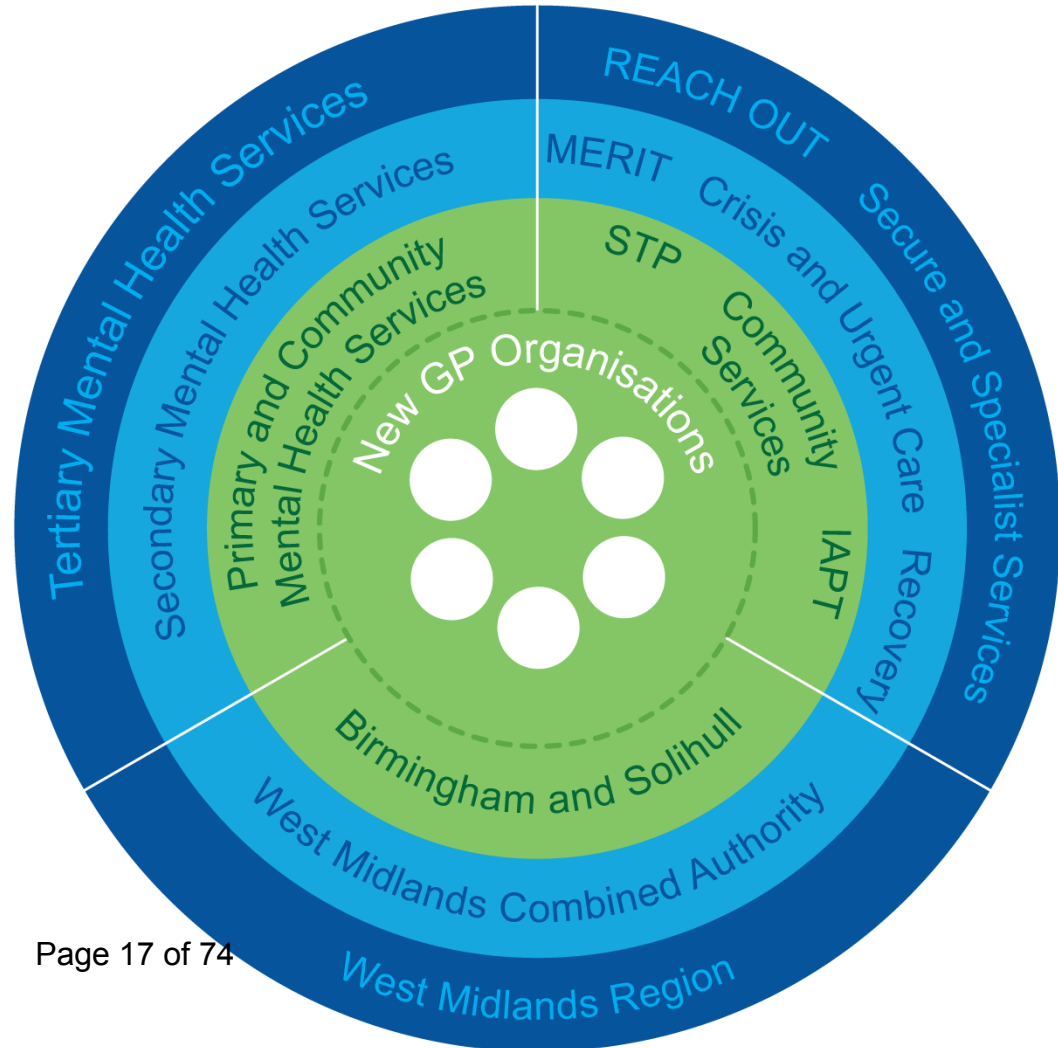 Tertiary Mental Health Services
Secondary Mental Health Services
Primary and Community
Mental Health Services
REACH OUT
Secure and Specialist Services
MERIT
Crisis and Urgent Care
Recovery
STP
Community
Services
IAPT
New GP Organisations
Birmingham and Solihull
West Midlands Combined Authority
West Midlands Region
Page 17 of 74